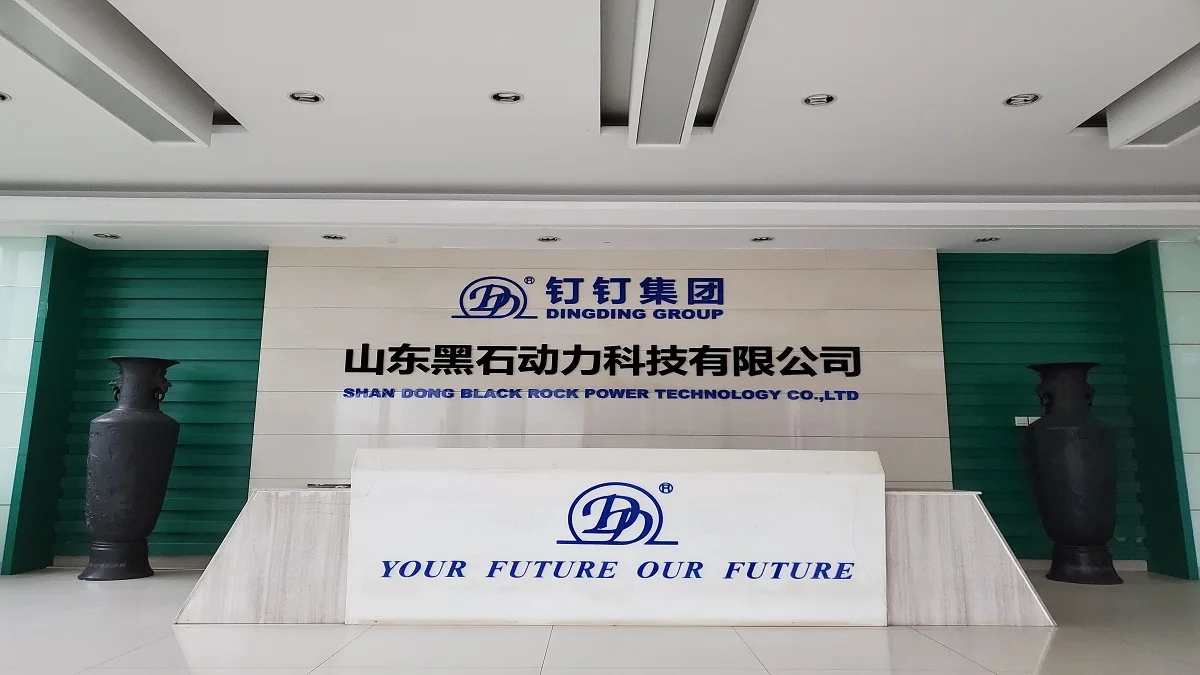 ® 钉钉集团
DINGDING GROUP
山东黑石动力科技有限公司
SHAN DONG BLACK ROCK POWER TECHNOLOGY CO.,LTD
DD ®
YOUR FUTURE OUR FUTURE